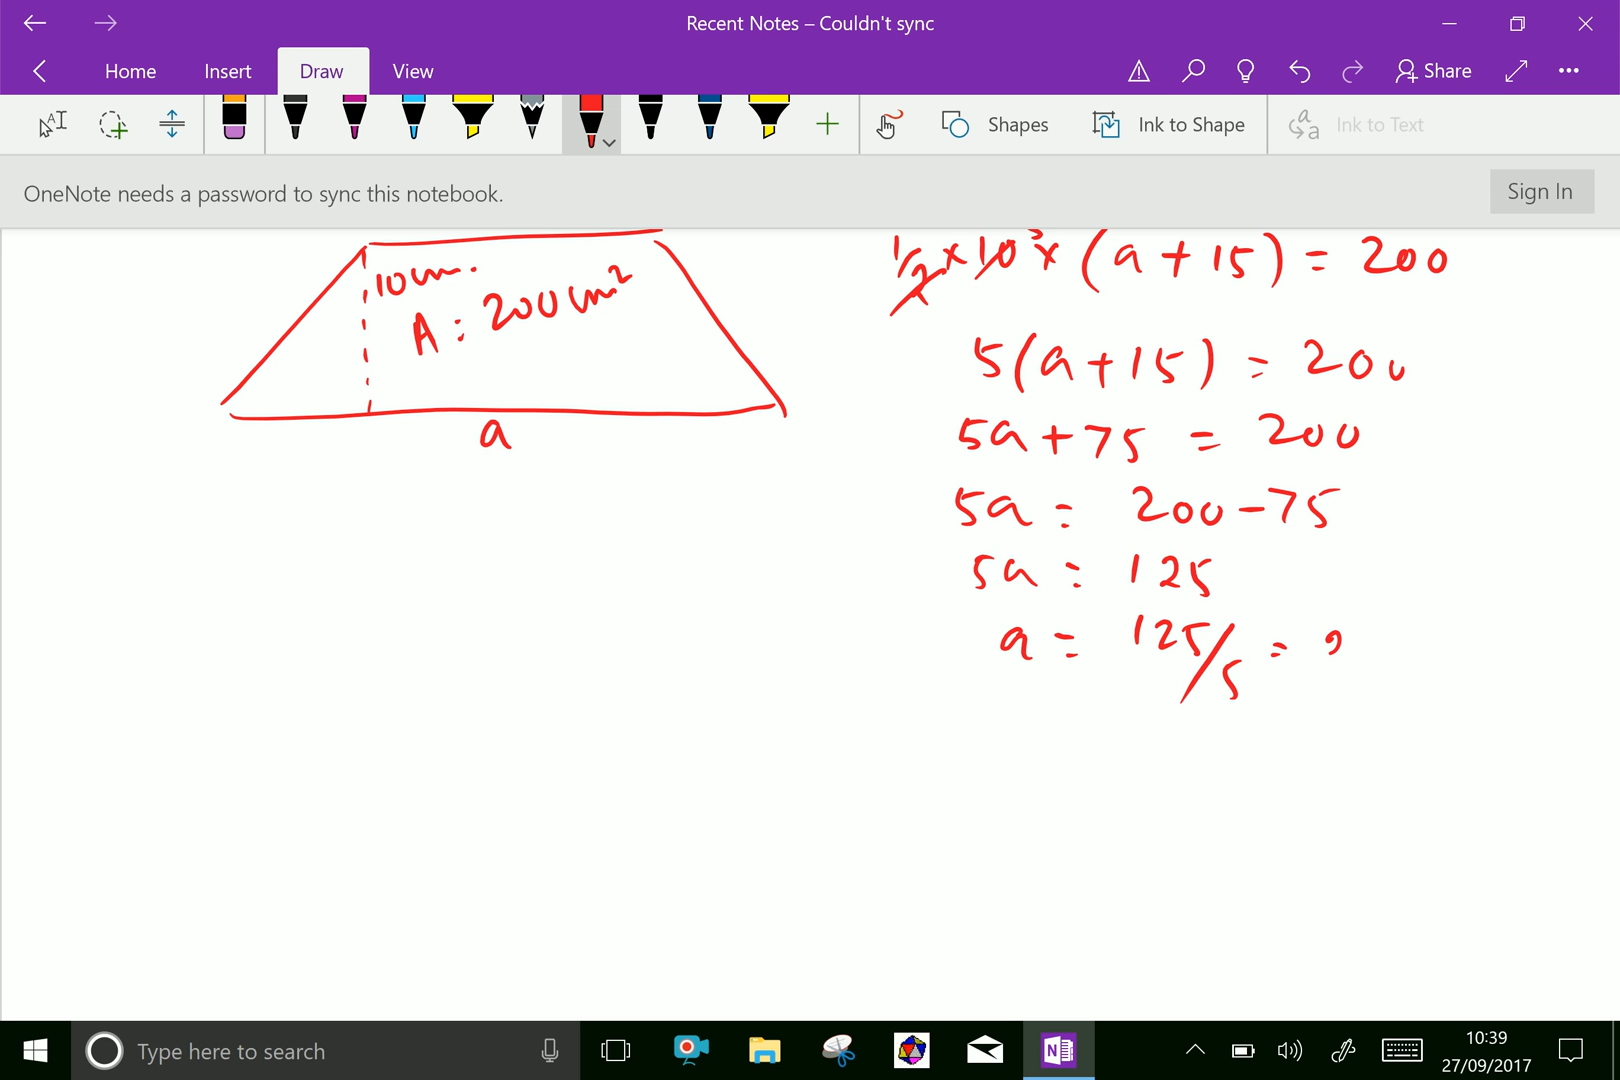 Recent Notes – Couldn't sync
Home Insert Draw View Share
Shapes Ink to Shape Ink to Text
OneNote needs a password to sync this notebook. Sign In
10cm.
A: 200cm²
a
1/2 × 10 × (a + 15) = 200
5(a + 15) = 200
5a + 75 = 200
5a = 200 - 75
5a = 125
a = 125/5 =
Type here to search
10:39
27/09/2017